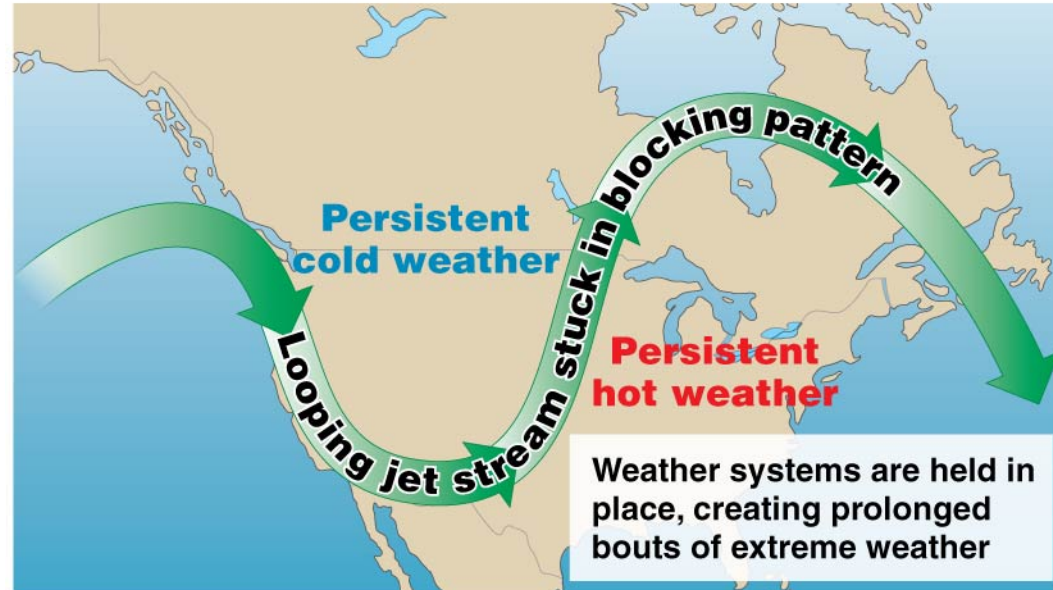 Persistent
cold weather
Looping jet stream stuck in blocking pattern
Persistent
hot weather
Weather systems are held in
place, creating prolonged
bouts of extreme weather